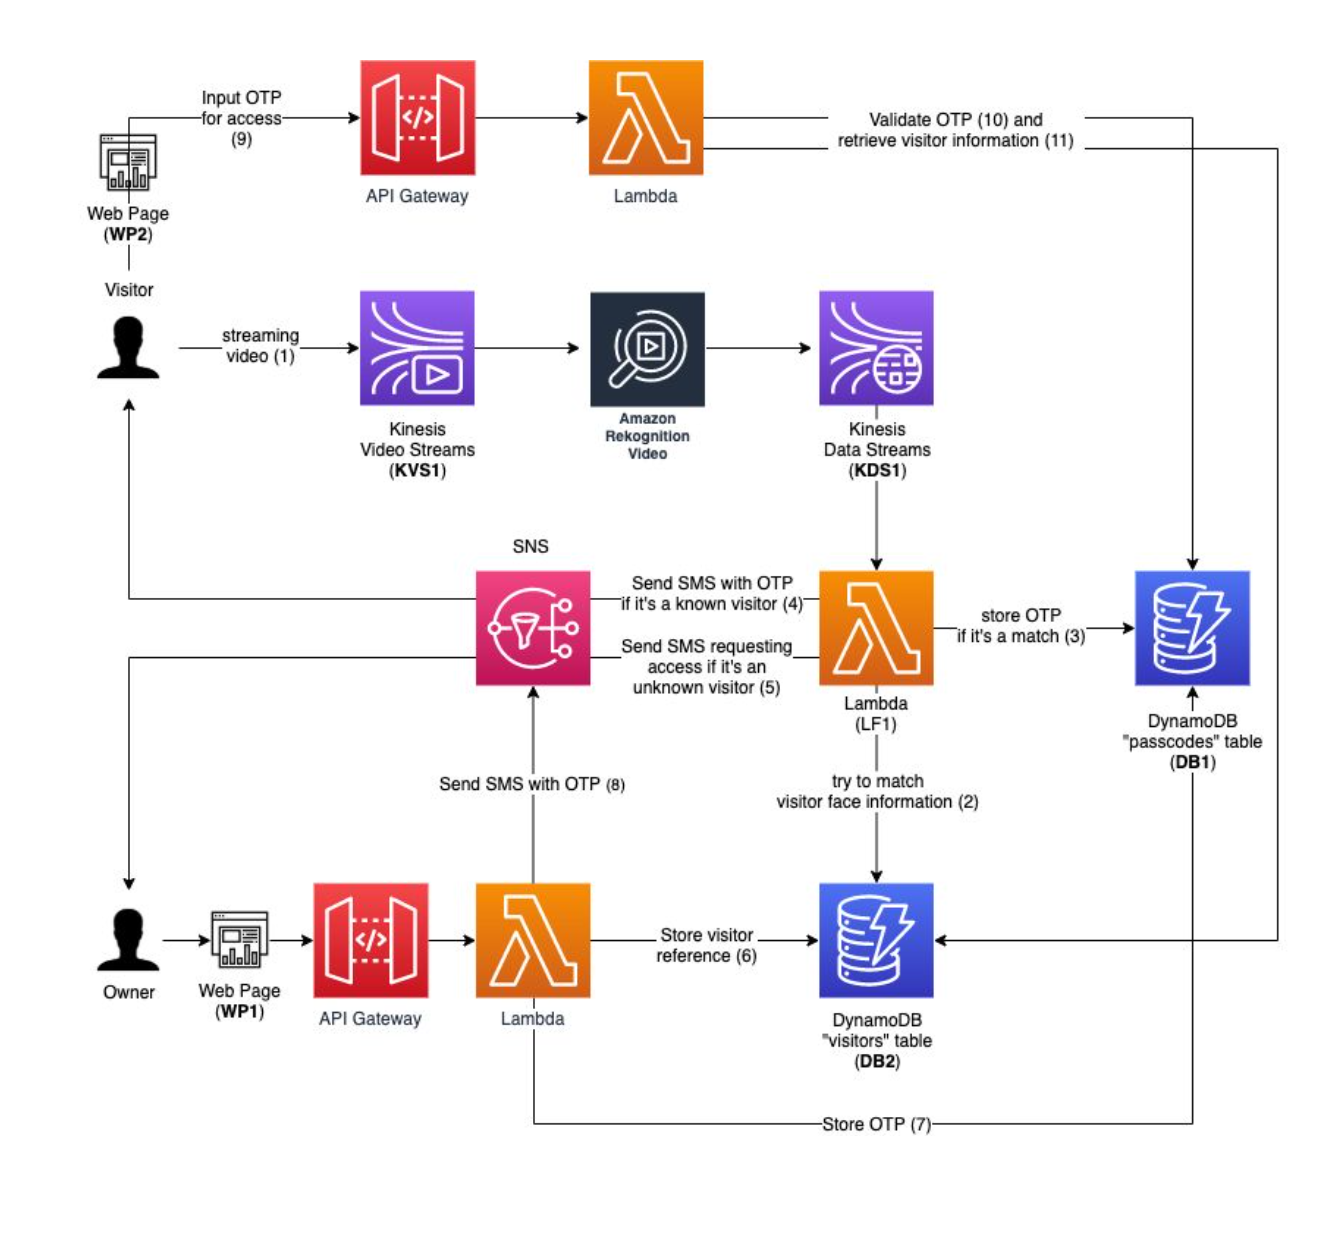 Input OTP
for access
(9)
Validate OTP (10) and
retrieve visitor information (11)
API Gateway
Lambda
Web Page
(WP2)
Visitor
streaming
video (1)
Kinesis
Video Streams
(KVS1)
Amazon
Rekognition
Video
Kinesis
Data Streams
(KDS1)
SNS
Send SMS with OTP
if it's a known visitor (4)
store OTP
if it's a match (3)
Send SMS requesting
access if it's an
unknown visitor (5)
Lambda
(LF1)
DynamoDB
"passcodes" table
(DB1)
Send SMS with OTP (8)
try to match
visitor face information (2)
Store visitor
reference (6)
Owner
Web Page
(WP1)
API Gateway
Lambda
DynamoDB
"visitors" table
(DB2)
Store OTP (7)